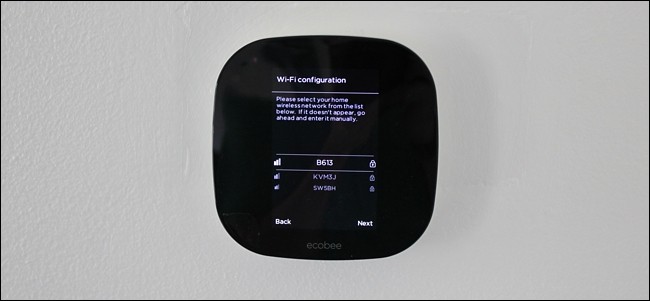 Wi-Fi configuration
Please select your home
wireless network from the list
below. If it doesn't appear, go
ahead and enter it manually.
B613
KVM3J
SW5BH
Back Next
ecobee